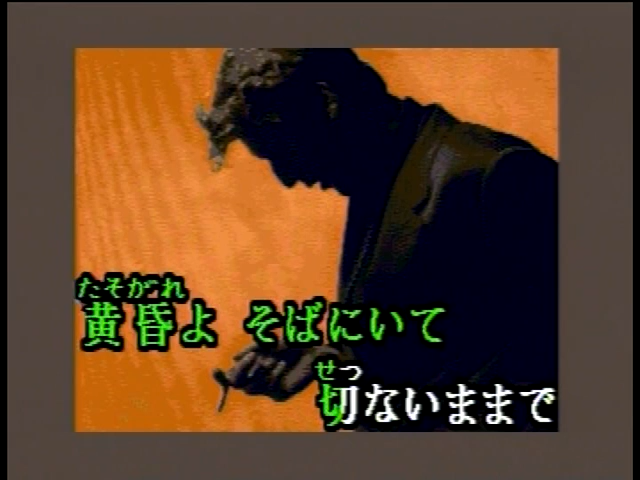 たそがれ
黄昏よ そばにいて
せつ
切ないままで